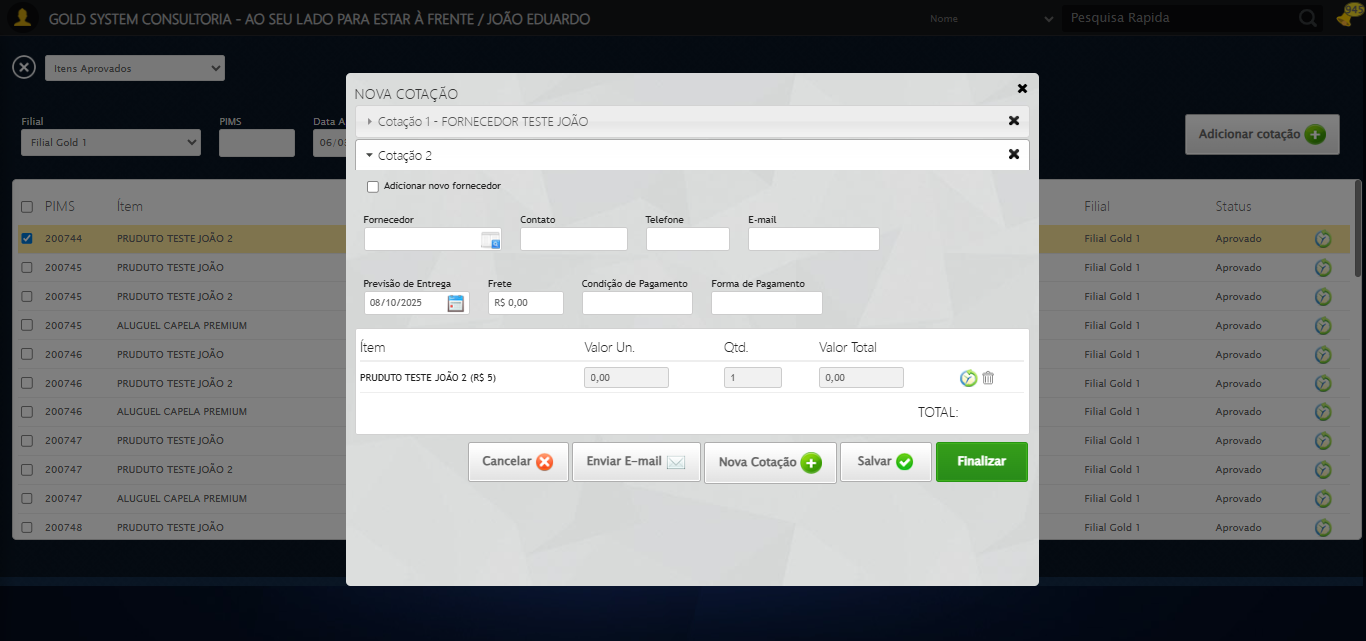 GOLD SYSTEM CONSULTORIA - AO SEU LADO PARA ESTAR À FRENTE / JOÃO EDUARDO
Nome
Pesquisa Rapida
945
Itens Aprovados
Filial
PIMS
Data A
Filial Gold 1
06/0
Adicionar cotação
PIMS
Ítem
Filial
Status
200744 PRUDUTO TESTE JOÃO 2 Filial Gold 1 Aprovado
200745 PRUDUTO TESTE JOÃO Filial Gold 1 Aprovado
200745 PRUDUTO TESTE JOÃO 2 Filial Gold 1 Aprovado
200745 ALUGUEL CAPELA PREMIUM Filial Gold 1 Aprovado
200746 PRUDUTO TESTE JOÃO Filial Gold 1 Aprovado
200746 PRUDUTO TESTE JOÃO 2 Filial Gold 1 Aprovado
200746 ALUGUEL CAPELA PREMIUM Filial Gold 1 Aprovado
200747 PRUDUTO TESTE JOÃO Filial Gold 1 Aprovado
200747 PRUDUTO TESTE JOÃO 2 Filial Gold 1 Aprovado
200747 ALUGUEL CAPELA PREMIUM Filial Gold 1 Aprovado
200748 PRUDUTO TESTE JOÃO Filial Gold 1 Aprovado
NOVA COTAÇÃO
Cotação 1 - FORNECEDOR TESTE JOÃO
Cotação 2
Adicionar novo fornecedor
Fornecedor Contato Telefone E-mail
Previsão de Entrega Frete Condição de Pagamento Forma de Pagamento
08/10/2025 R$ 0,00
Ítem Valor Un. Qtd. Valor Total
PRUDUTO TESTE JOÃO 2 (R$ 5) 0,00 1 0,00
TOTAL:
Cancelar Enviar E-mail Nova Cotação Salvar Finalizar